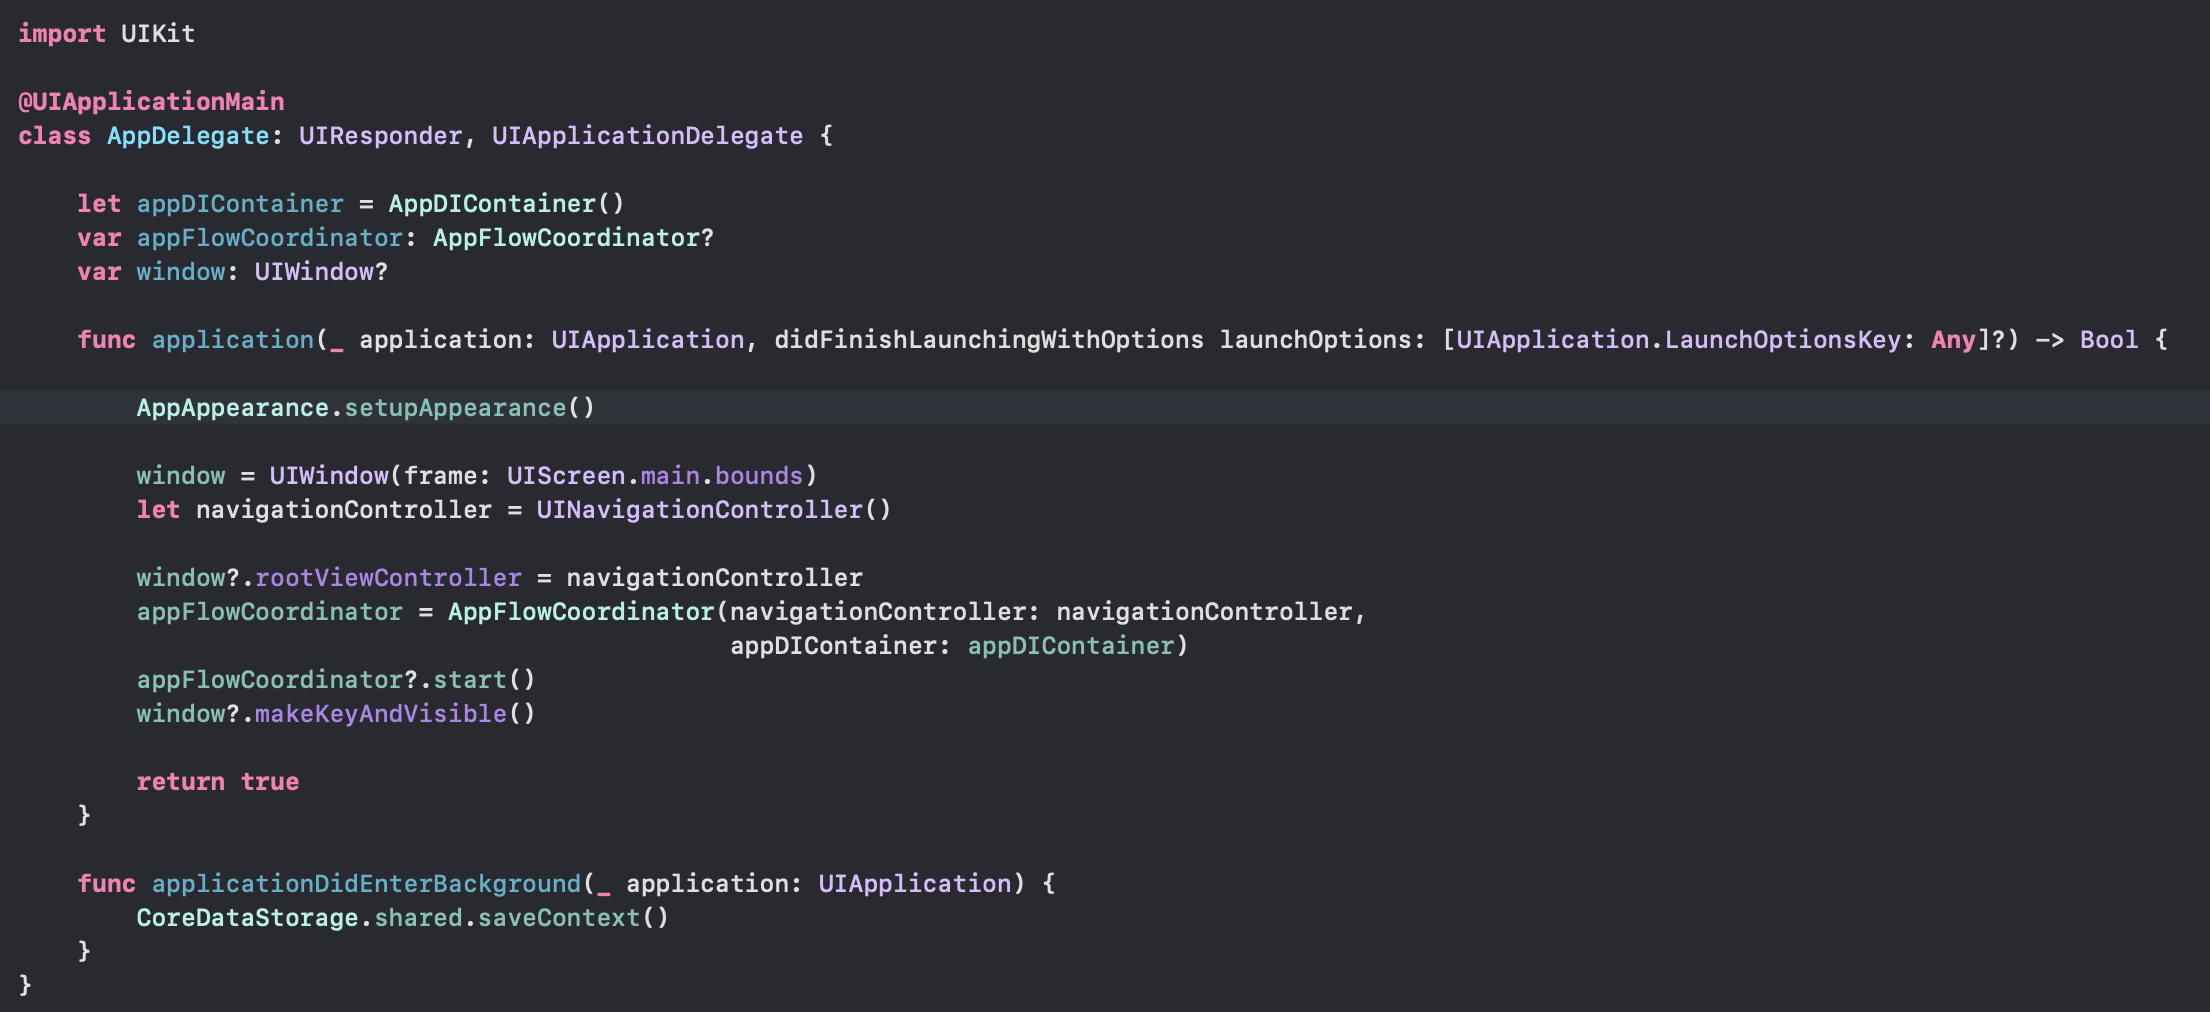 import UIKit

@UIApplicationMain
class AppDelegate: UIResponder, UIApplicationDelegate {

    let appDIContainer = AppDIContainer()
    var appFlowCoordinator: AppFlowCoordinator?
    var window: UIWindow?

    func application(_ application: UIApplication, didFinishLaunchingWithOptions launchOptions: [UIApplication.LaunchOptionsKey: Any]?) -> Bool {

        AppAppearance.setupAppearance()

        window = UIWindow(frame: UIScreen.main.bounds)
        let navigationController = UINavigationController()

        window?.rootViewController = navigationController
        appFlowCoordinator = AppFlowCoordinator(navigationController: navigationController,
                                                appDIContainer: appDIContainer)
        appFlowCoordinator?.start()
        window?.makeKeyAndVisible()

        return true
    }

    func applicationDidEnterBackground(_ application: UIApplication) {
        CoreDataStorage.shared.saveContext()
    }
}